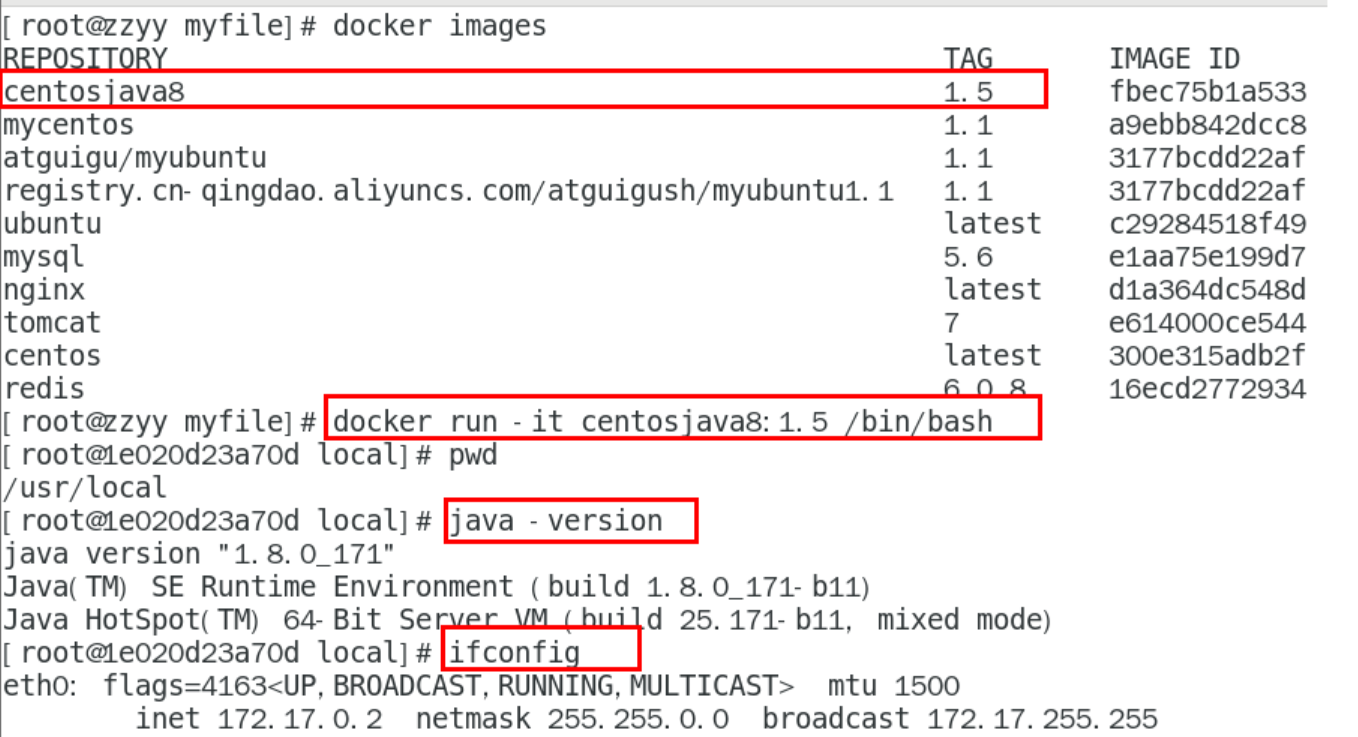 [root@zzyy myfile]# docker images
REPOSITORY TAG IMAGE ID
centosjava8 1.5 fbec75b1a533
mycentos 1.1 a9ebb842dcc8
atguigu/myubuntu 1.1 3177bcdd22af
registry.cn-qingdao.aliyuncs.com/atguigush/myubuntu1.1 1.1 3177bcdd22af
ubuntu latest c29284518f49
mysql 5.6 e1aa75e199d7
nginx latest d1a364dc548d
tomcat 7 e614000ce544
centos latest 300e315adb2f
redis 6.0.8 16ecd2772934
[root@zzyy myfile]# docker run -it centosjava8:1.5 /bin/bash
[root@1e020d23a70d local]# pwd
/usr/local
[root@1e020d23a70d local]# java -version
java version "1.8.0_171"
Java(TM) SE Runtime Environment (build 1.8.0_171-b11)
Java HotSpot(TM) 64-Bit Server VM (build 25.171-b11, mixed mode)
[root@1e020d23a70d local]# ifconfig
eth0: flags=4163<UP,BROADCAST,RUNNING,MULTICAST> mtu 1500
inet 172.17.0.2 netmask 255.255.0.0 broadcast 172.17.255.255